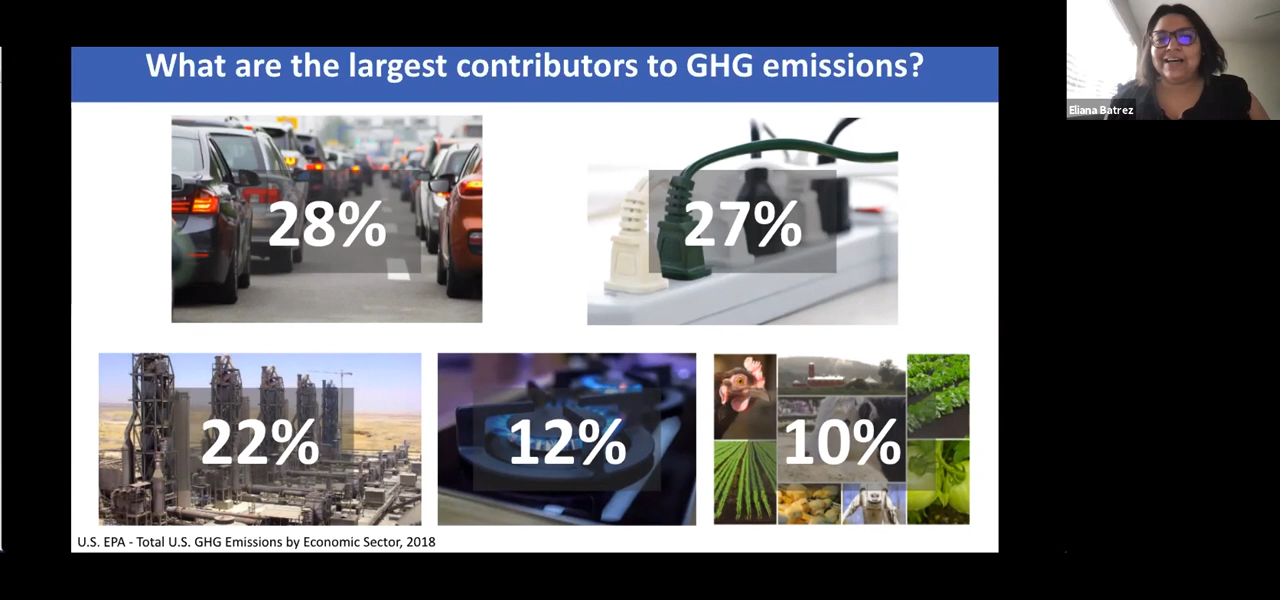 What are the largest contributors to GHG emissions?
Eliana Batrez
28%
27%
22%
12%
10%
U.S. EPA - Total U.S. GHG Emissions by Economic Sector, 2018